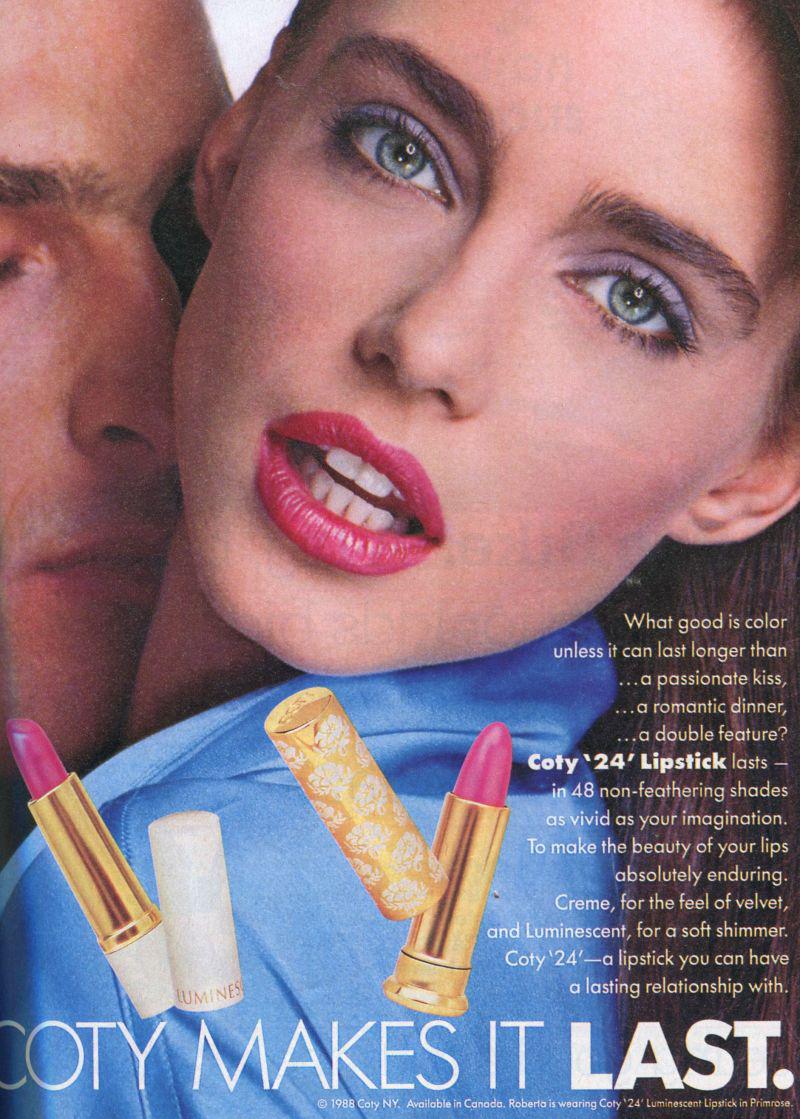 What good is color
unless it can last longer than
...a passionate kiss,
...a romantic dinner,
...a double feature?
Coty '24' Lipstick lasts —
in 48 non-feathering shades
as vivid as your imagination.
To make the beauty of your lips
absolutely enduring.
Creme, for the feel of velvet,
and Luminescent, for a soft shimmer.
Coty '24'—a lipstick you can have
a lasting relationship with.
LUMINES
COTY MAKES IT LAST.
© 1988 Coty NY. Available in Canada. Roberta is wearing Coty '24' Luminescent Lipstick in Primrose.